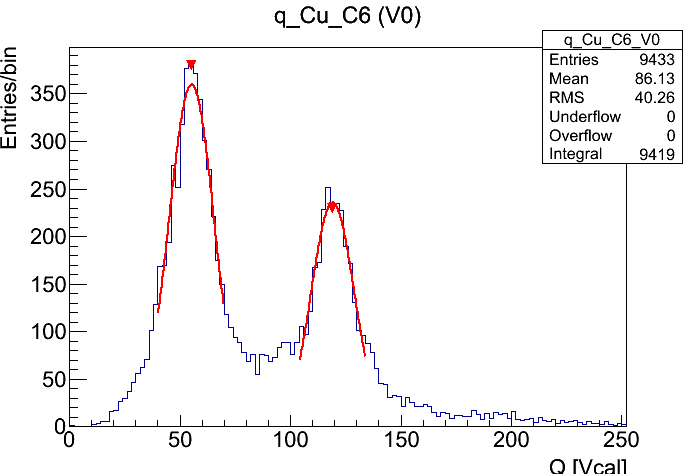 q_Cu_C6 (V0)
q_Cu_C6_V0
Entries 9433
Mean 86.13
RMS 40.26
Underflow 0
Overflow 0
Integral 9419
Entries/bin
350
300
250
200
150
100
50
0
0 50 100 150 200 250
Q [Vcal]